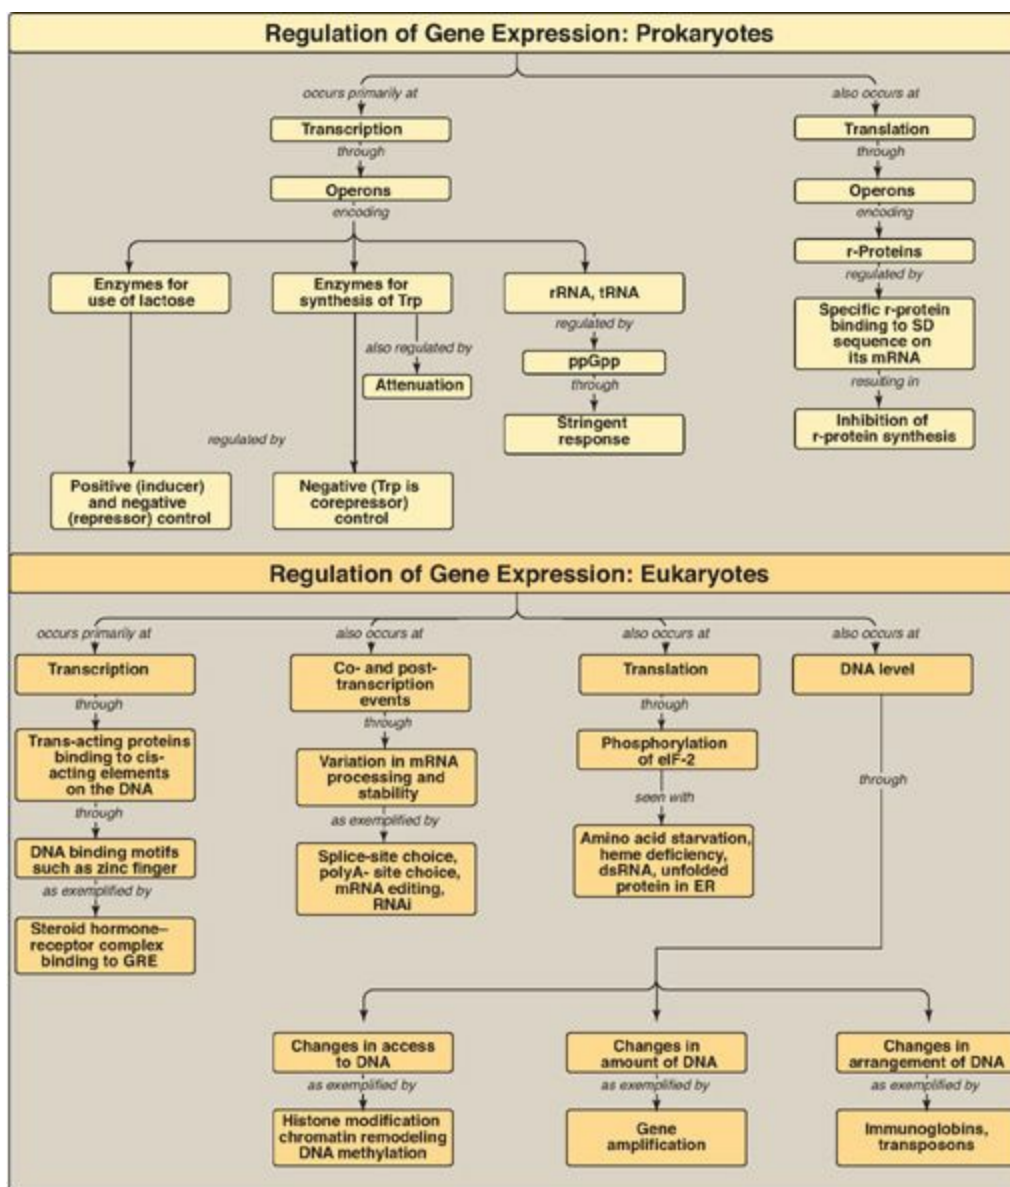 Regulation of Gene Expression: Prokaryotes
occurs primarily at
also occurs at
Transcription
Translation
through
through
Operons
Operons
encoding
encoding
r-Proteins
regulated by
Enzymes for
use of lactose
Enzymes for
synthesis of Trp
rRNA, tRNA
Specific r-protein
binding to SD
sequence on
its mRNA
regulated by
also regulated by
ppGpp
Attenuation
through
resulting in
Stringent
response
Inhibition of
r-protein synthesis
regulated by
Positive (inducer)
and negative
(repressor) control
Negative (Trp is
corepressor)
control
Regulation of Gene Expression: Eukaryotes
occurs primarily at
also occurs at
also occurs at
also occurs at
Transcription
Co- and post-
transcription
events
Translation
DNA level
through
through
through
through
Trans-acting proteins
binding to cis-
acting elements
on the DNA
Variation in mRNA
processing and
stability
Phosphorylation
of eIF-2
through
as exemplified by
seen with
DNA binding motifs
such as zinc finger
Splice-site choice,
polyA- site choice,
mRNA editing,
RNAi
Amino acid starvation,
heme deficiency,
dsRNA, unfolded
protein in ER
as exemplified by
Steroid hormone–
receptor complex
binding to GRE
Changes in access
to DNA
Changes in
amount of DNA
Changes in
arrangement of DNA
as exemplified by
as exemplified by
as exemplified by
Histone modification
chromatin remodeling
DNA methylation
Gene
amplification
Immunoglobins,
transposons